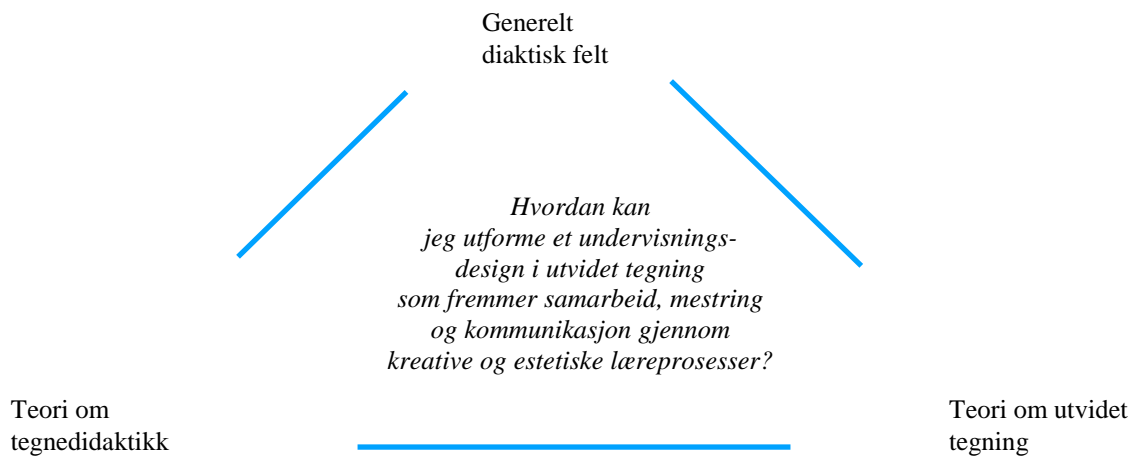 Generelt
diaktisk felt
Hvordan kan
jeg utforme et undervisnings-
design i utvidet tegning
som fremmer samarbeid, mestring
og kommunikasjon gjennom
kreative og estetiske læreprosesser?
Teori om
tegnedidaktikk
Teori om utvidet
tegning